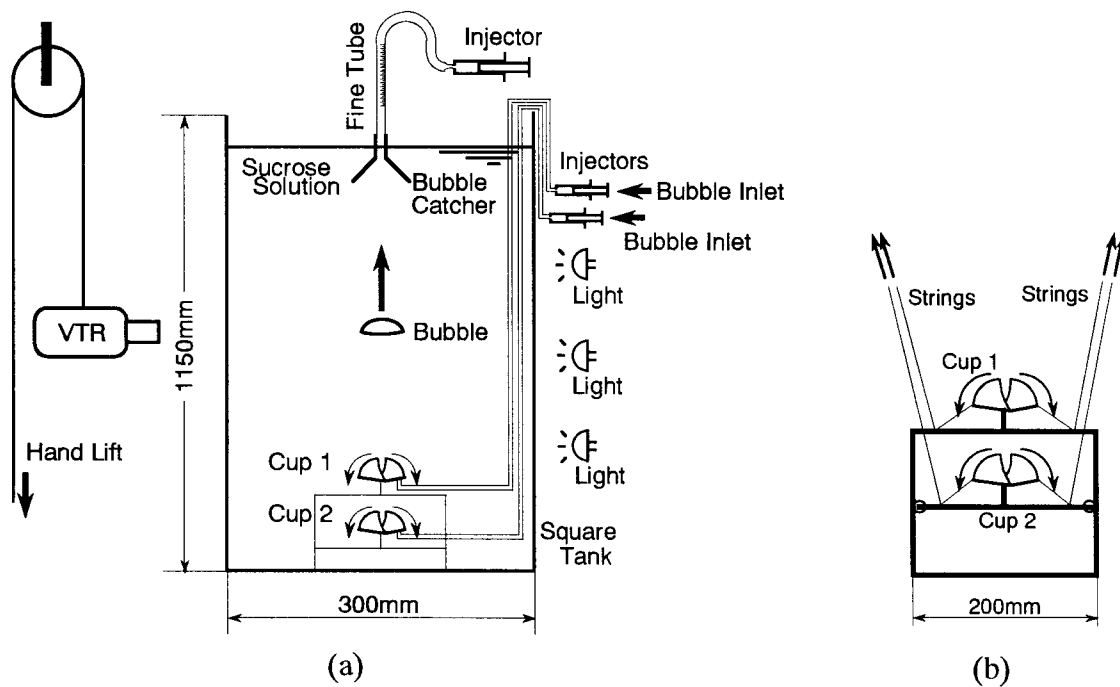 Fine Tube
Injector
Sucrose
Solution
Bubble
Catcher
Injectors
Bubble Inlet
Bubble Inlet
Light
Bubble
VTR
1150mm
Light
Hand Lift
Cup 1
Light
Cup 2
Square
Tank
300mm
(a)
Strings
Strings
Cup 1
Cup 2
200mm
(b)